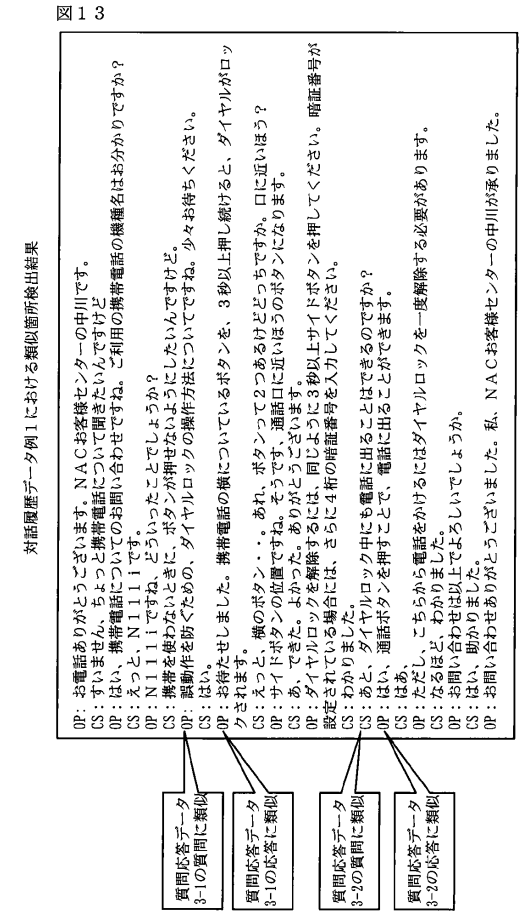 図１３
対話履歴データ例１における類似箇所検出結果
OP: お電話ありがとうございます。ＮＡＣお客様センターの中川です。
CS：すいません、ちょっと携帯電話について聞きたいんですけど
OP：はい、携帯電話についてのお問い合わせですね。ご利用の携帯電話の機種名はお分かりですか？
CS：えっと、Ｎ１１１ｉです。
OP：Ｎ１１１ｉですね、どういったことでしょうか？
CS：携帯を使わないときに、ボタンが押せないようにしたいんですけど。
OP: 誤動作を防ぐための、ダイヤルロックの操作方法についてですね。少々お待ちください。
CS：はい。
OP：お待たせしました。携帯電話の横についているボタンを、３秒以上押し続けると、ダイヤルがロッ
クされます。
CS：えっと、横のボタン・・。あれ、ボタンって２つあるけどどっちですか。口に近いほう？
OP：サイドボタンの位置ですね。そうです、通話口に近いほうのボタンになります。
CS：あ、できた。よかった。ありがとうございます。
OP：ダイヤルロックを解除するには、同じように３秒以上サイドボタンを押してください。暗証番号が
設定されている場合には、さらに４桁の暗証番号を入力してください。
CS：わかりました。
CS：あと、ダイヤルロック中にも電話に出ることはできるのですか？
OP：はい、通話ボタンを押すことで、電話に出ることができます。
CS：はあ、
OP：ただし、こちらから電話をかけるにはダイヤルロックを一度解除する必要があります。
CS：なるほど、わかりました。
OP：お問い合わせは以上でよろしいでしょうか。
CS：はい、助かりました。
OP：お問い合わせありがとうございました。私、ＮＡＣお客様センターの中川が承りました。
質問応答データ
3-1の質問に類似
質問応答データ
3-1の応答に類似
質問応答データ
3-2の質問に類似
質問応答データ
3-2の応答に類似